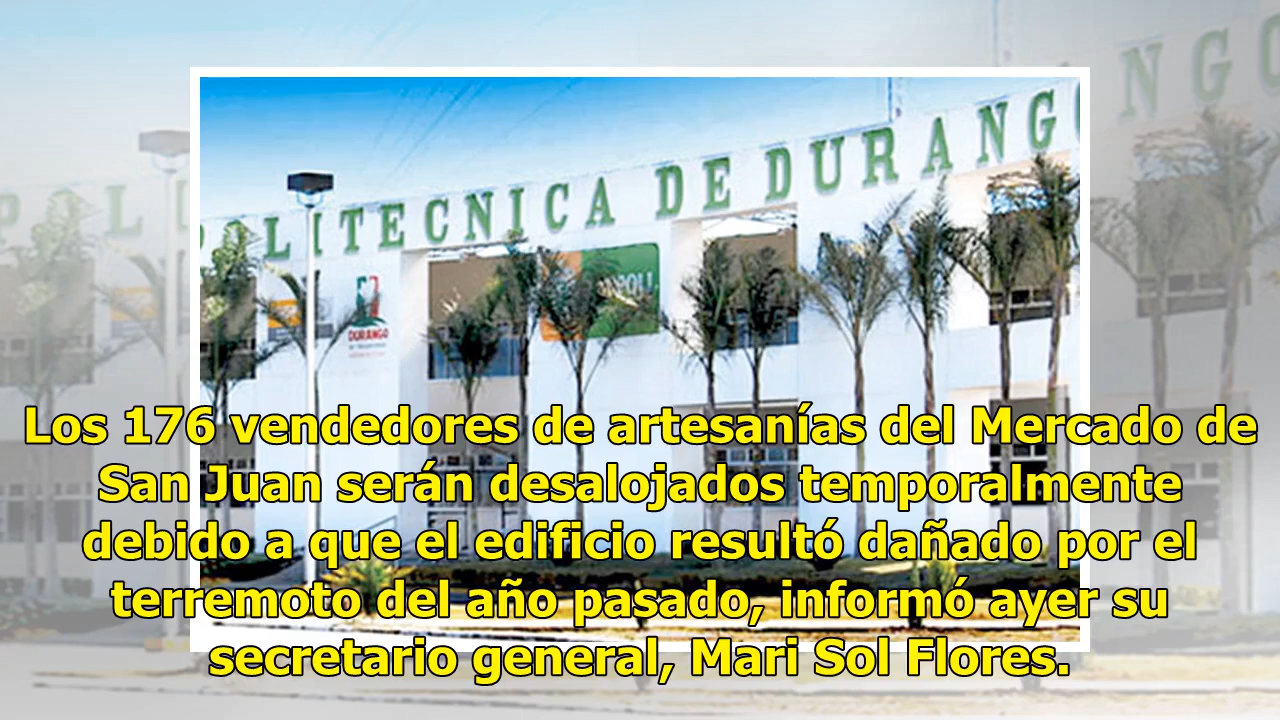 POLITECNICA DE DURANGO
DURANGO
Los 176 vendedores de artesanías del Mercado de
San Juan serán desalojados temporalmente
debido a que el edificio resultó dañado por el
terremoto del año pasado, informó ayer su
secretario general, Mari Sol Flores.